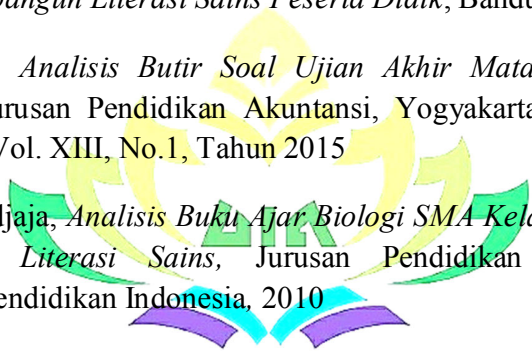 bangun Literasi Sains Peserta Didik, Bandu
Analisis Butir Soal Ujian Akhir Mata
urusan Pendidikan Akuntansi, Yogyakarta
Vol. XIII, No.1, Tahun 2015
djaja, Analisis Buku Ajar Biologi SMA Kela
Literasi Sains, Jurusan Pendidikan
endidikan Indonesia, 2010